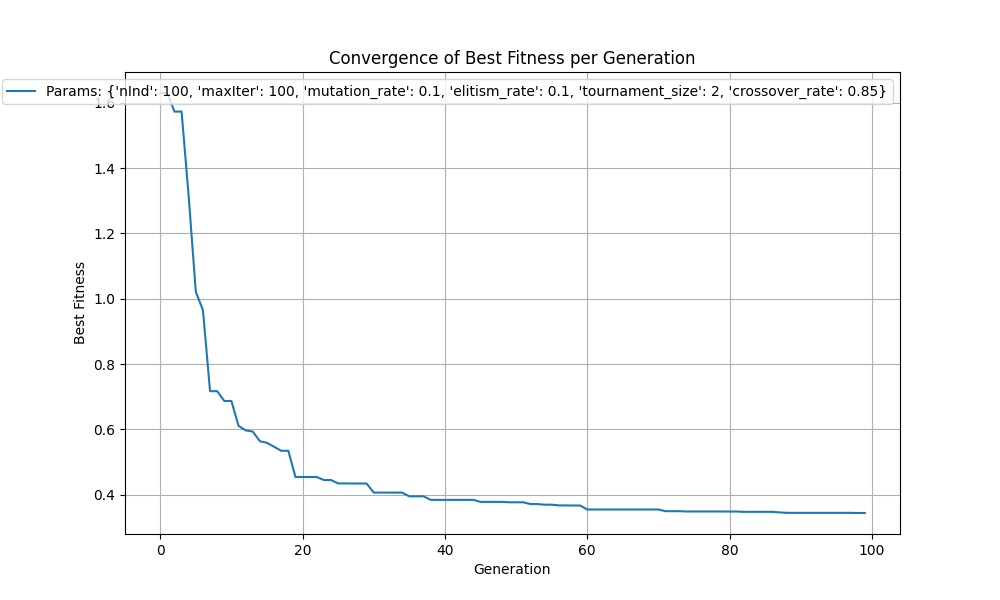 Convergence of Best Fitness per Generation
Params: {'nInd': 100, 'maxIter': 100, 'mutation_rate': 0.1, 'elitism_rate': 0.1, 'tournament_size': 2, 'crossover_rate': 0.85}
1.6
1.4
1.2
1.0
0.8
0.6
0.4
Best Fitness
0 20 40 60 80 100
Generation